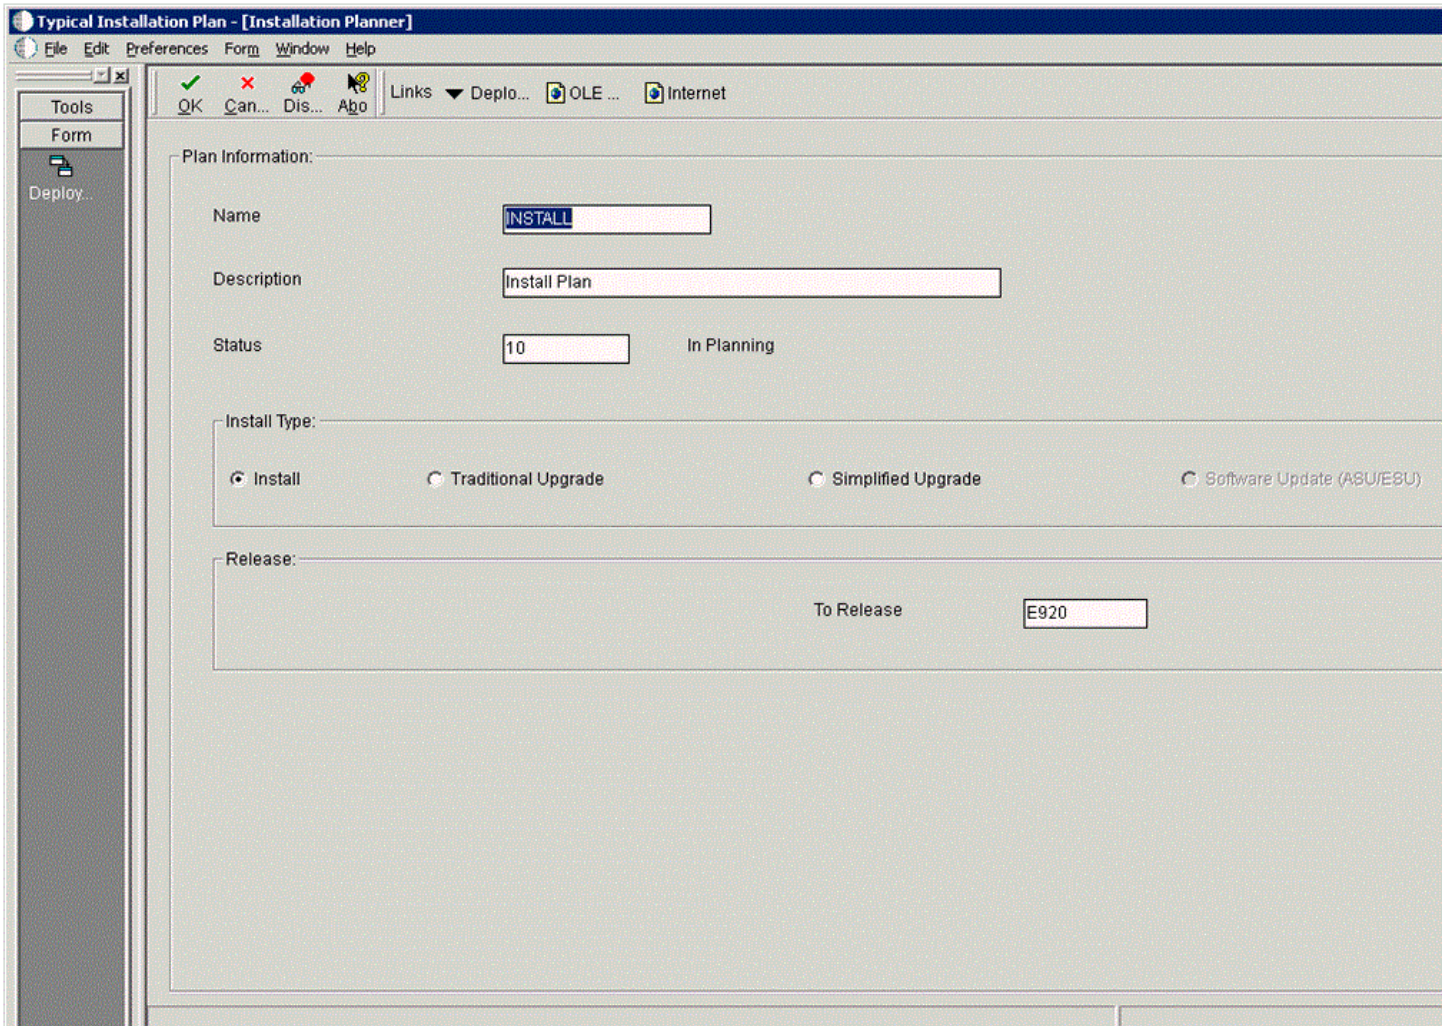 Typical Installation Plan - [Installation Planner]
File Edit Preferences Form Window Help
OK Can... Dis... Abo Links Deplo... OLE ... Internet
Tools
Form
Deploy...
Plan Information:
Name INSTALL
Description Install Plan
Status 10 In Planning
Install Type:
Install Traditional Upgrade Simplified Upgrade Software Update (ASU/ESU)
Release:
To Release E920